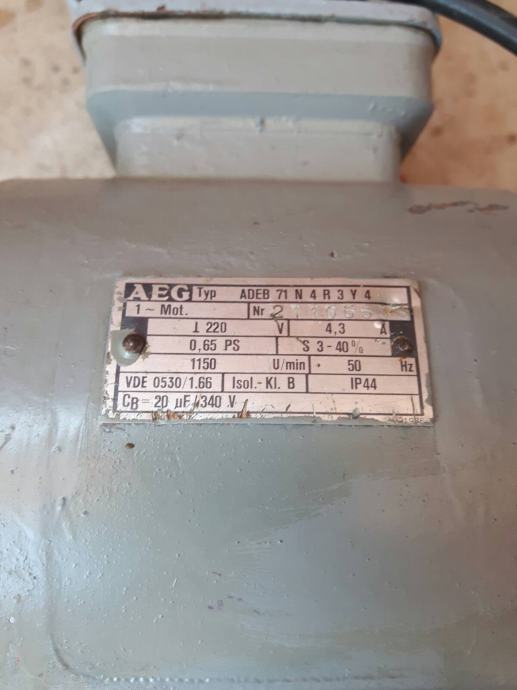 AEG Typ ADEB 71 N 4 R 3 Y 4
1 ~ Mot. Nr
⊥ 220 V 4,3 A
0,65 PS S 3-40%
1150 U/min 50 Hz
VDE 0530/1.66 Isol.-Kl. B IP44
CB = 20 µF/340 V